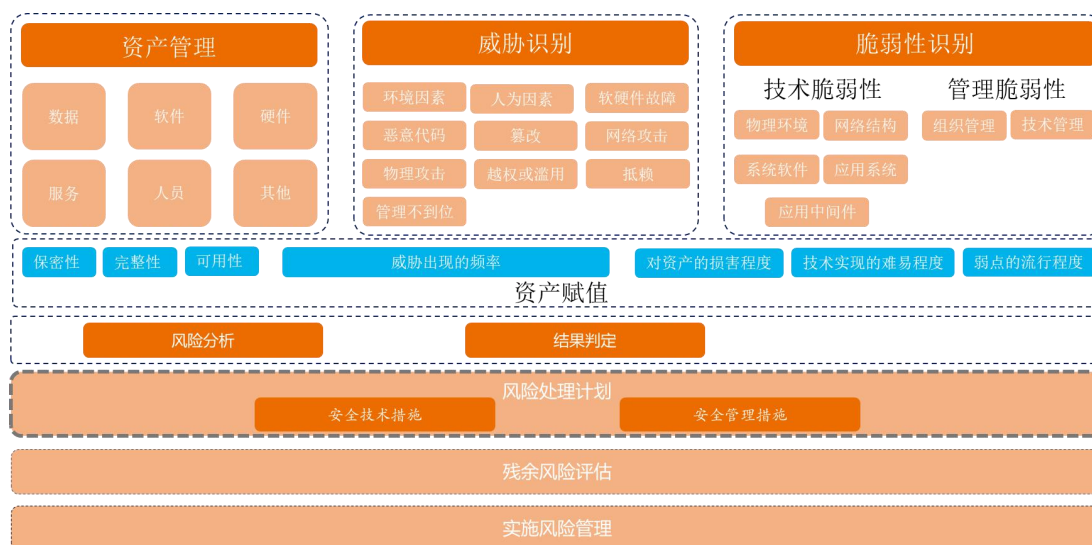 资产管理
数据 软件 硬件
服务 人员 其他
威胁识别
环境因素 人为因素 软硬件故障
恶意代码 篡改 网络攻击
物理攻击 越权或滥用 抵赖
管理不到位
脆弱性识别
技术脆弱性 管理脆弱性
物理环境 网络结构 组织管理 技术管理
系统软件 应用系统
应用中间件
保密性 完整性 可用性 威胁出现的频率 对资产的损害程度 技术实现的难易程度 弱点的流行程度
资产赋值
风险分析 结果判定
风险处理计划
安全技术措施 安全管理措施
残余风险评估
实施风险管理